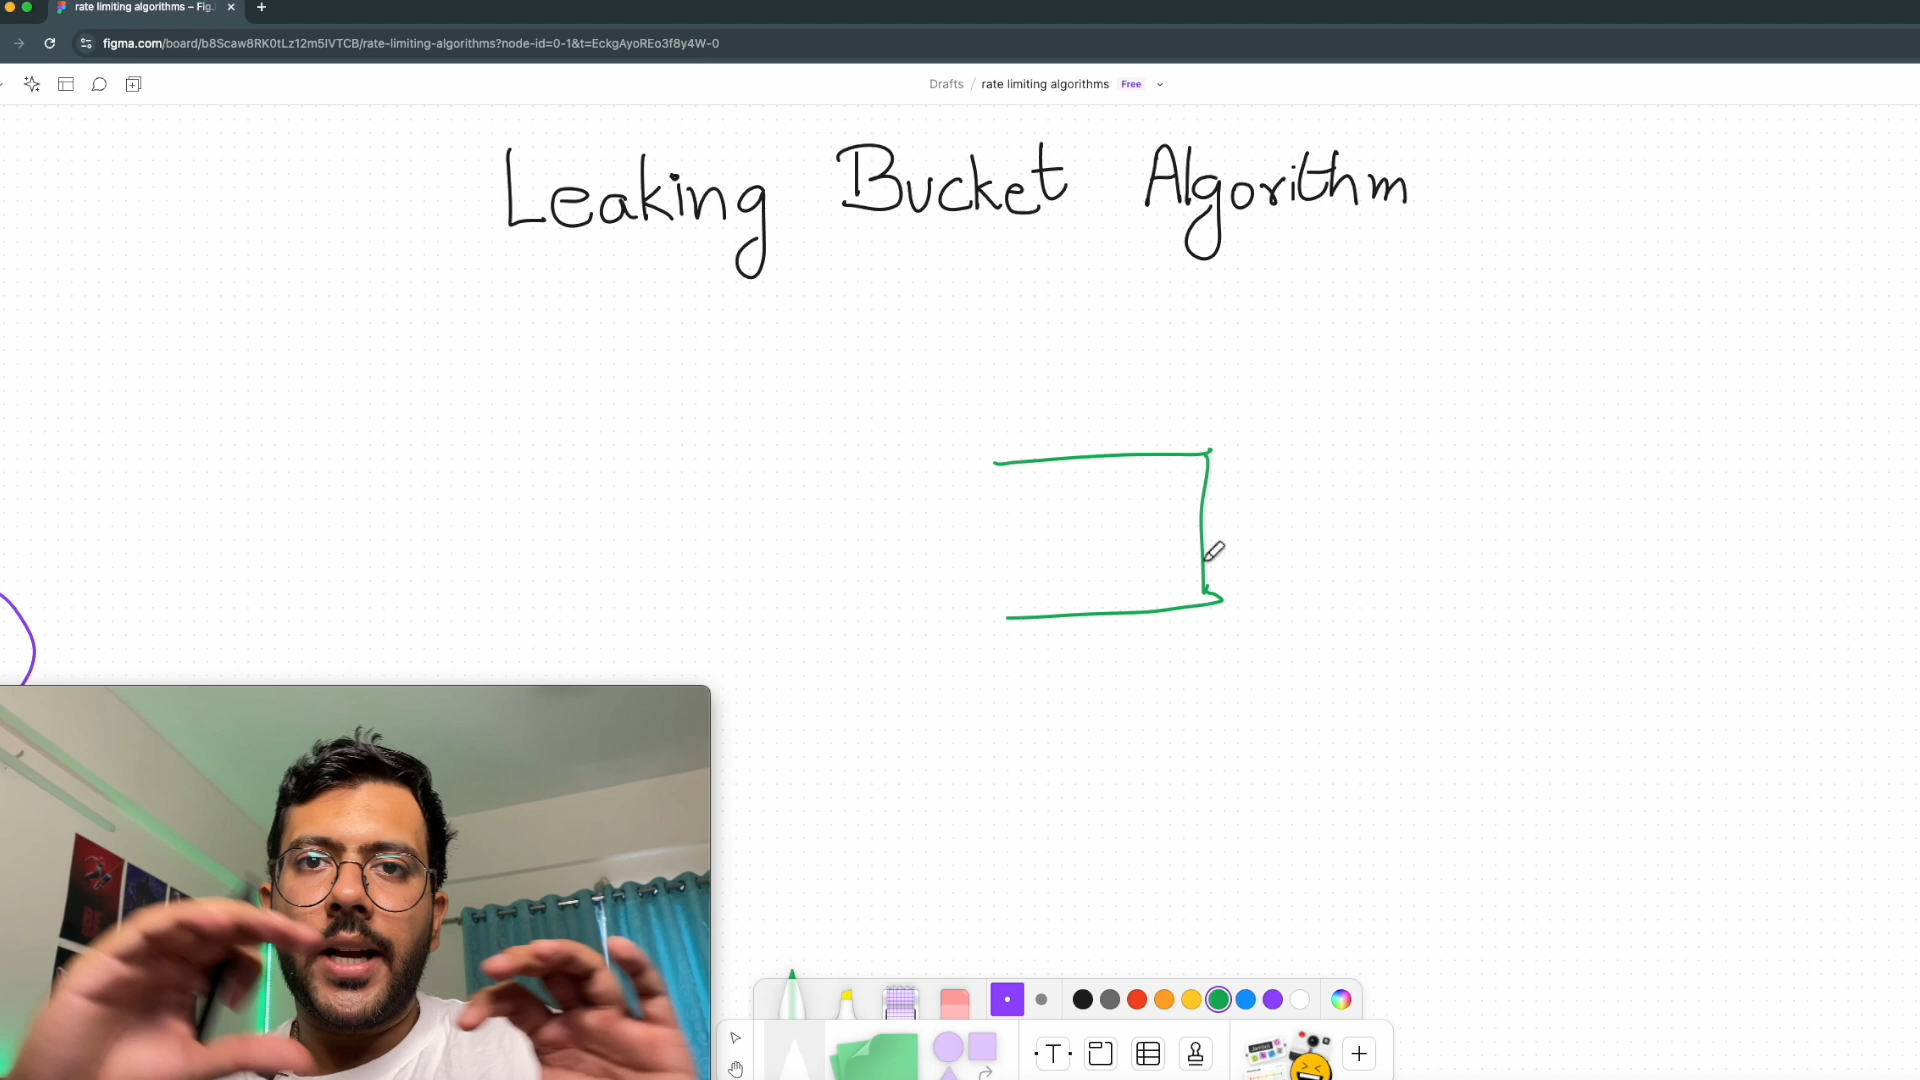 rate limiting algorithms – Fig
figma.com/board/b8Scaw8RK0tLz12m5IVTCB/rate-limiting-algorithms?node-id=0-1&t=EckgAyoREo3f8y4W-0
Drafts / rate limiting algorithms Free
Leaking Bucket Algorithm
BE
T